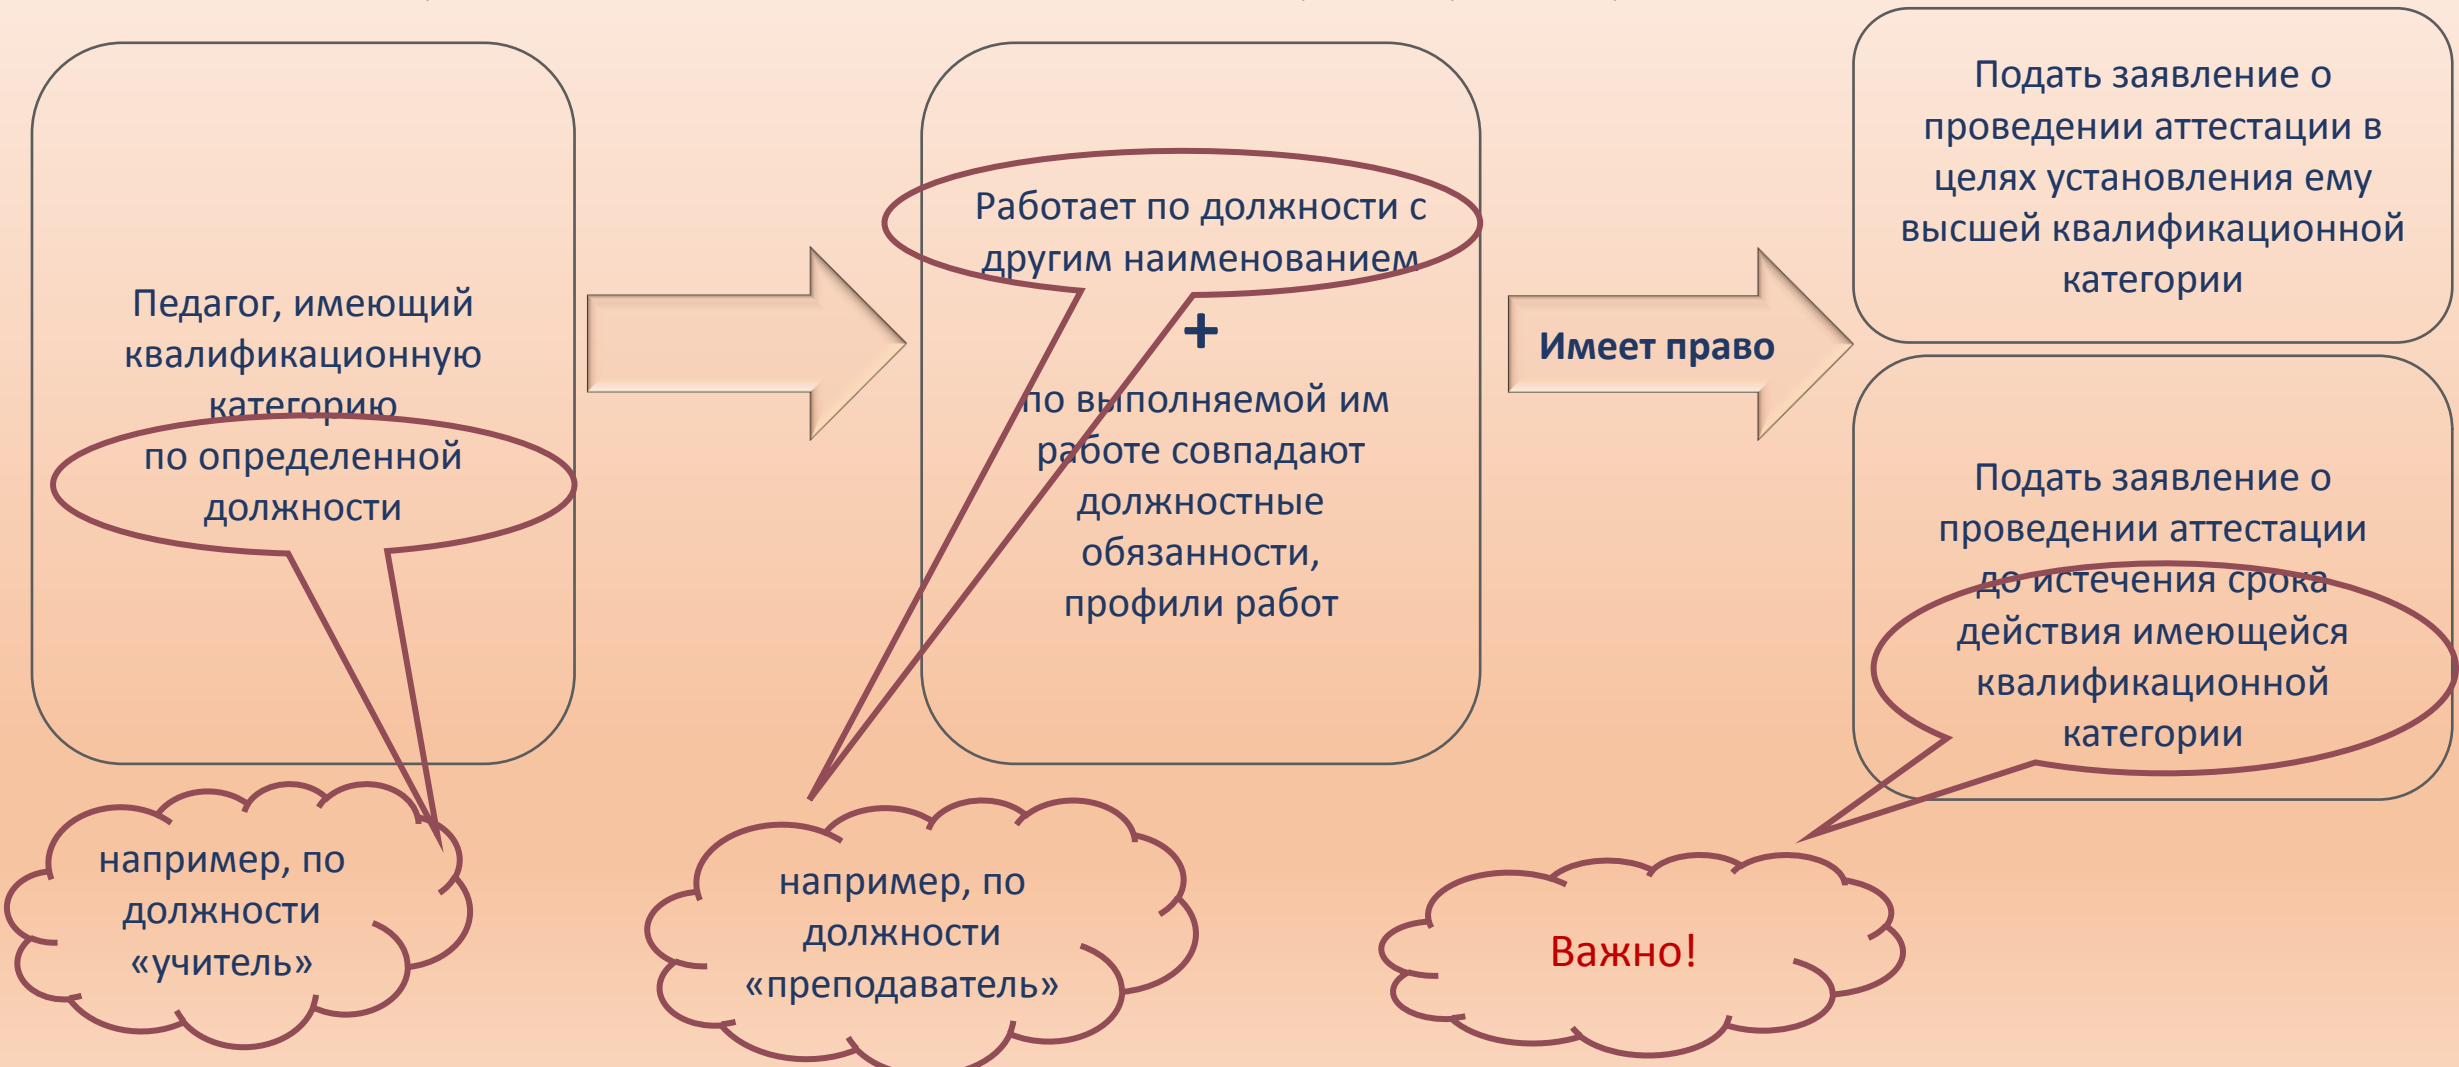 Педагог, имеющий
квалификационную
категорию
по определенной
должности
например, по
должности
«учитель»
Работает по должности с
другим наименованием
+
по выполняемой им
работе совпадают
должностные
обязанности,
профили работ
например, по
должности
«преподаватель»
Имеет право
Подать заявление о
проведении аттестации в
целях установления ему
высшей квалификационной
категории
Подать заявление о
проведении аттестации
до истечения срока
действия имеющейся
квалификационной
категории
Важно!